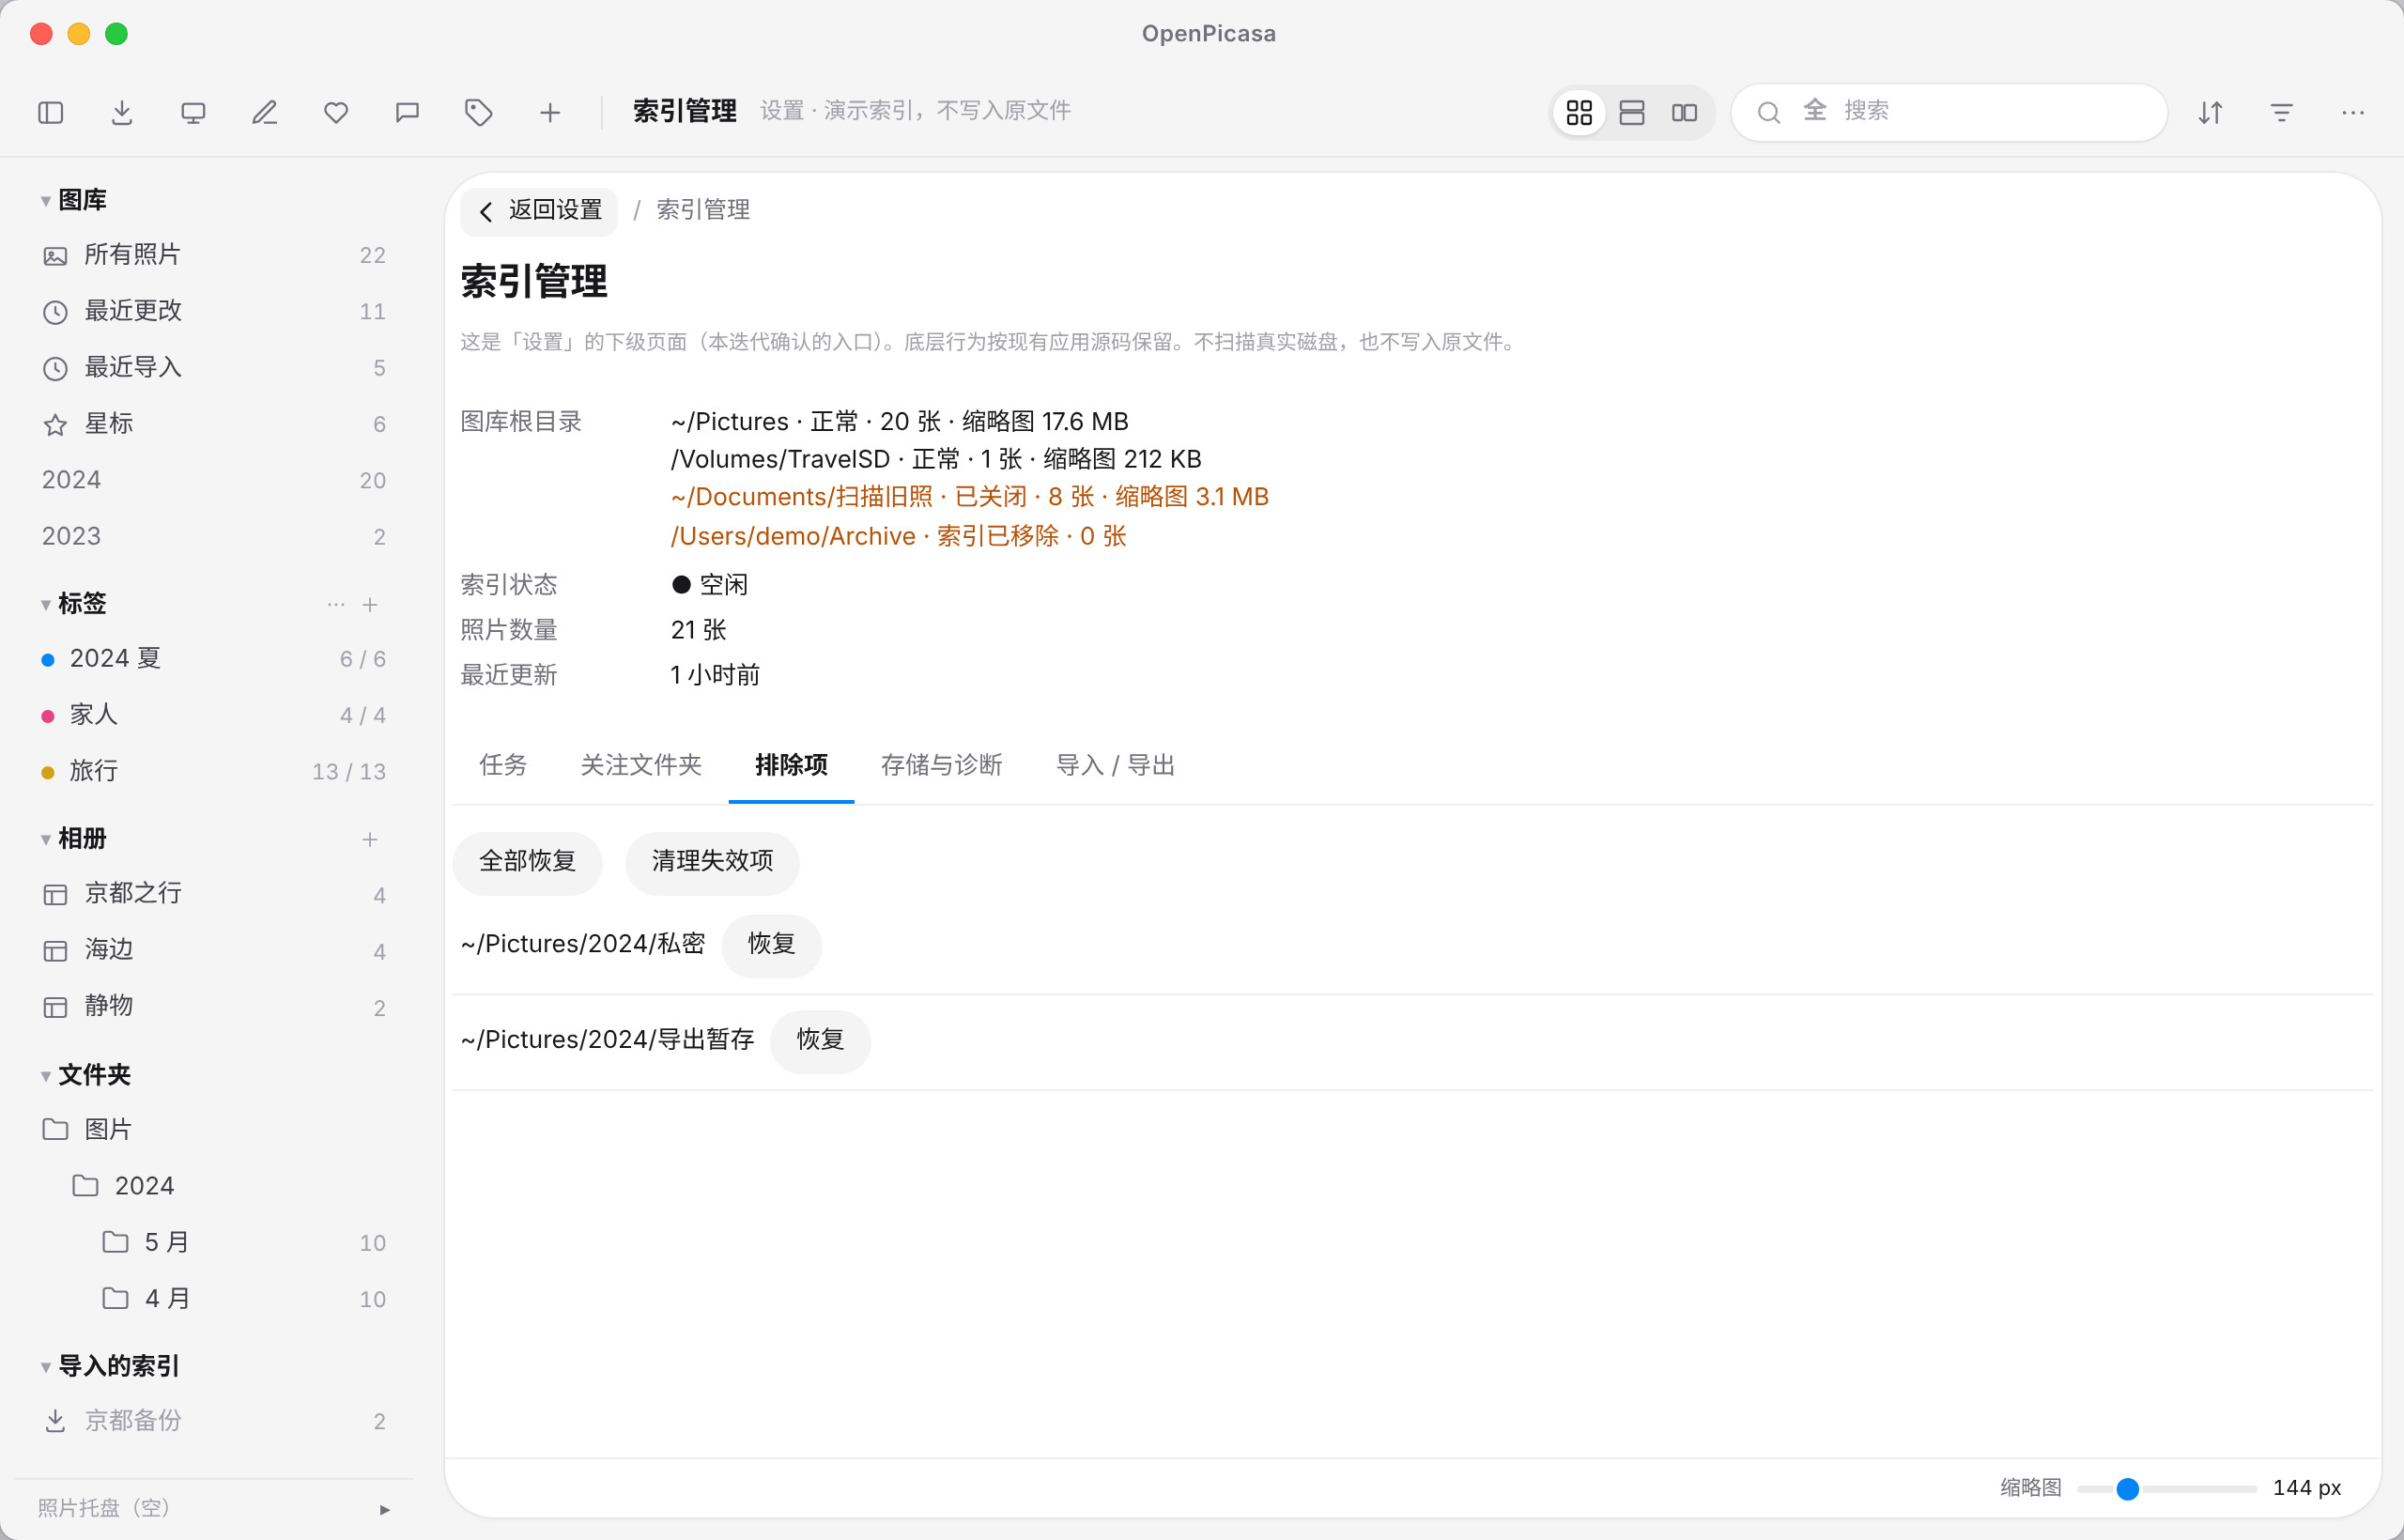 OpenPicasa
索引管理 设置 · 演示索引，不写入原文件
全 搜索
图库
所有照片 22
最近更改 11
最近导入 5
星标 6
2024 20
2023 2
标签 ··· +
2024 夏 6 / 6
家人 4 / 4
旅行 13 / 13
相册 +
京都之行 4
海边 4
静物 2
文件夹
图片
2024
5 月 10
4 月 10
导入的索引
京都备份 2
照片托盘（空）
返回设置 / 索引管理
索引管理
这是「设置」的下级页面（本迭代确认的入口）。底层行为按现有应用源码保留。不扫描真实磁盘，也不写入原文件。
图库根目录 ~/Pictures · 正常 · 20 张 · 缩略图 17.6 MB
/Volumes/TravelSD · 正常 · 1 张 · 缩略图 212 KB
~/Documents/扫描旧照 · 已关闭 · 8 张 · 缩略图 3.1 MB
/Users/demo/Archive · 索引已移除 · 0 张
索引状态 ● 空闲
照片数量 21 张
最近更新 1 小时前
任务 关注文件夹 排除项 存储与诊断 导入 / 导出
全部恢复 清理失效项
~/Pictures/2024/私密 恢复
~/Pictures/2024/导出暂存 恢复
缩略图 144 px